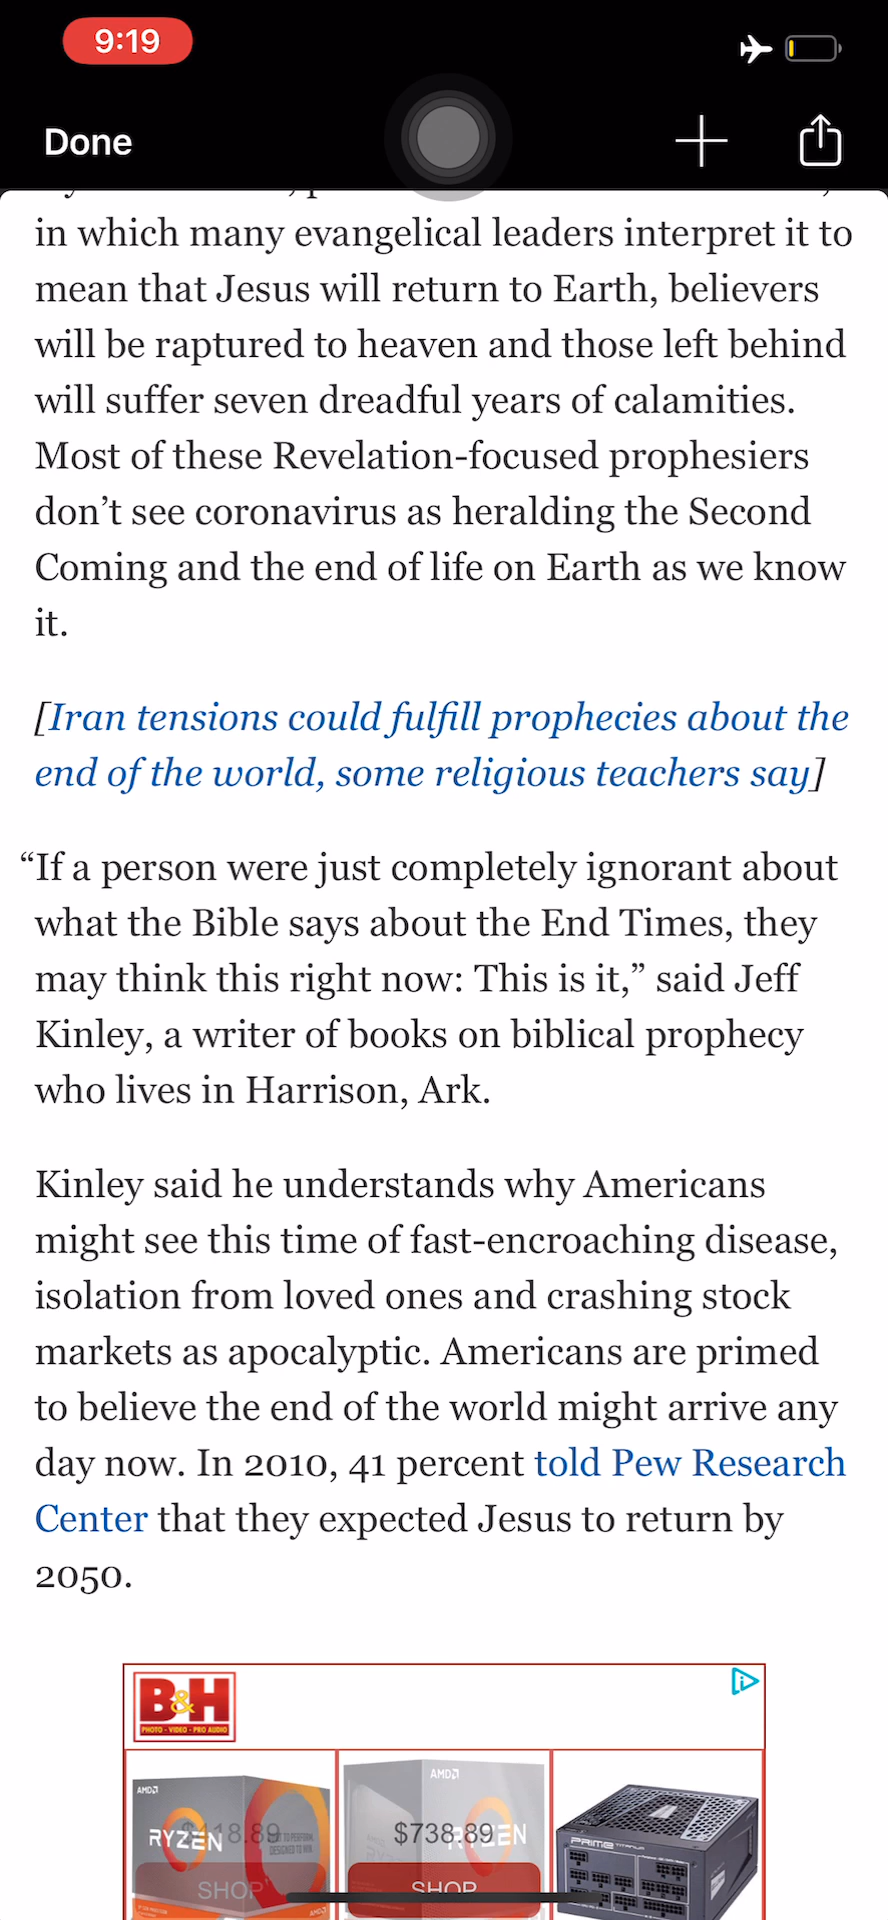 9:19
Done
in which many evangelical leaders interpret it to
mean that Jesus will return to Earth, believers
will be raptured to heaven and those left behind
will suffer seven dreadful years of calamities.
Most of these Revelation-focused prophesiers
don’t see coronavirus as heralding the Second
Coming and the end of life on Earth as we know
it.
[Iran tensions could fulfill prophecies about the
end of the world, some religious teachers say]
“If a person were just completely ignorant about
what the Bible says about the End Times, they
may think this right now: This is it,” said Jeff
Kinley, a writer of books on biblical prophecy
who lives in Harrison, Ark.
Kinley said he understands why Americans
might see this time of fast-encroaching disease,
isolation from loved ones and crashing stock
markets as apocalyptic. Americans are primed
to believe the end of the world might arrive any
day now. In 2010, 41 percent told Pew Research
Center that they expected Jesus to return by
2050.
B&H
PHOTO - VIDEO - PRO AUDIO
AMD
RYZEN
SHOP
AMD
AMD
$738.89
SHOP
PRIME